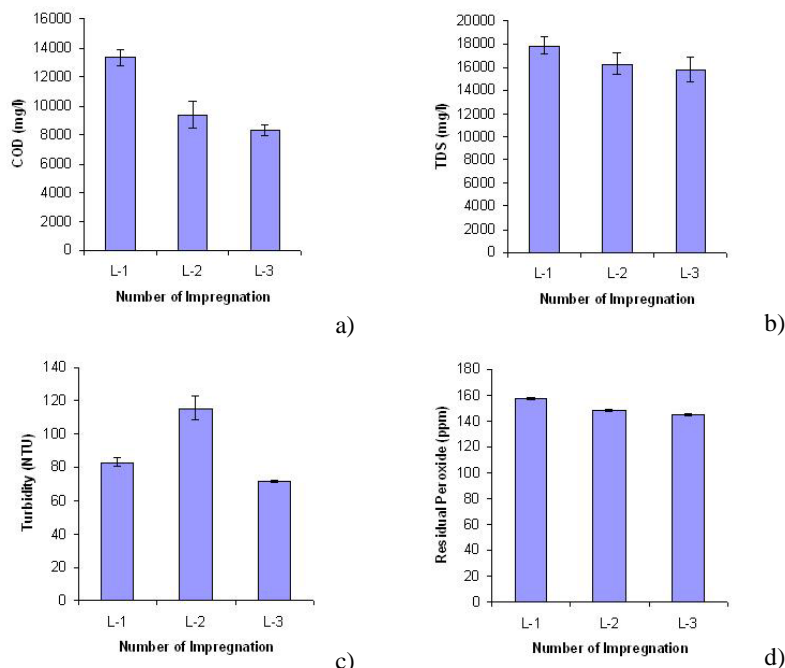 COD (mg/l)
16000
14000
12000
10000
8000
6000
4000
2000
0
L-1 L-2 L-3
Number of Impregnation
a)
TDS (mg/l)
20000
18000
16000
14000
12000
10000
8000
6000
4000
2000
0
L-1 L-2 L-3
Number of Impregnation
b)
Turbidity (NTU)
140
120
100
80
60
40
20
0
L-1 L-2 L-3
Number of Impregnation
c)
Residual Peroxide (ppm)
180
160
140
120
100
80
60
40
20
0
L-1 L-2 L-3
Number of Impregnation
d)